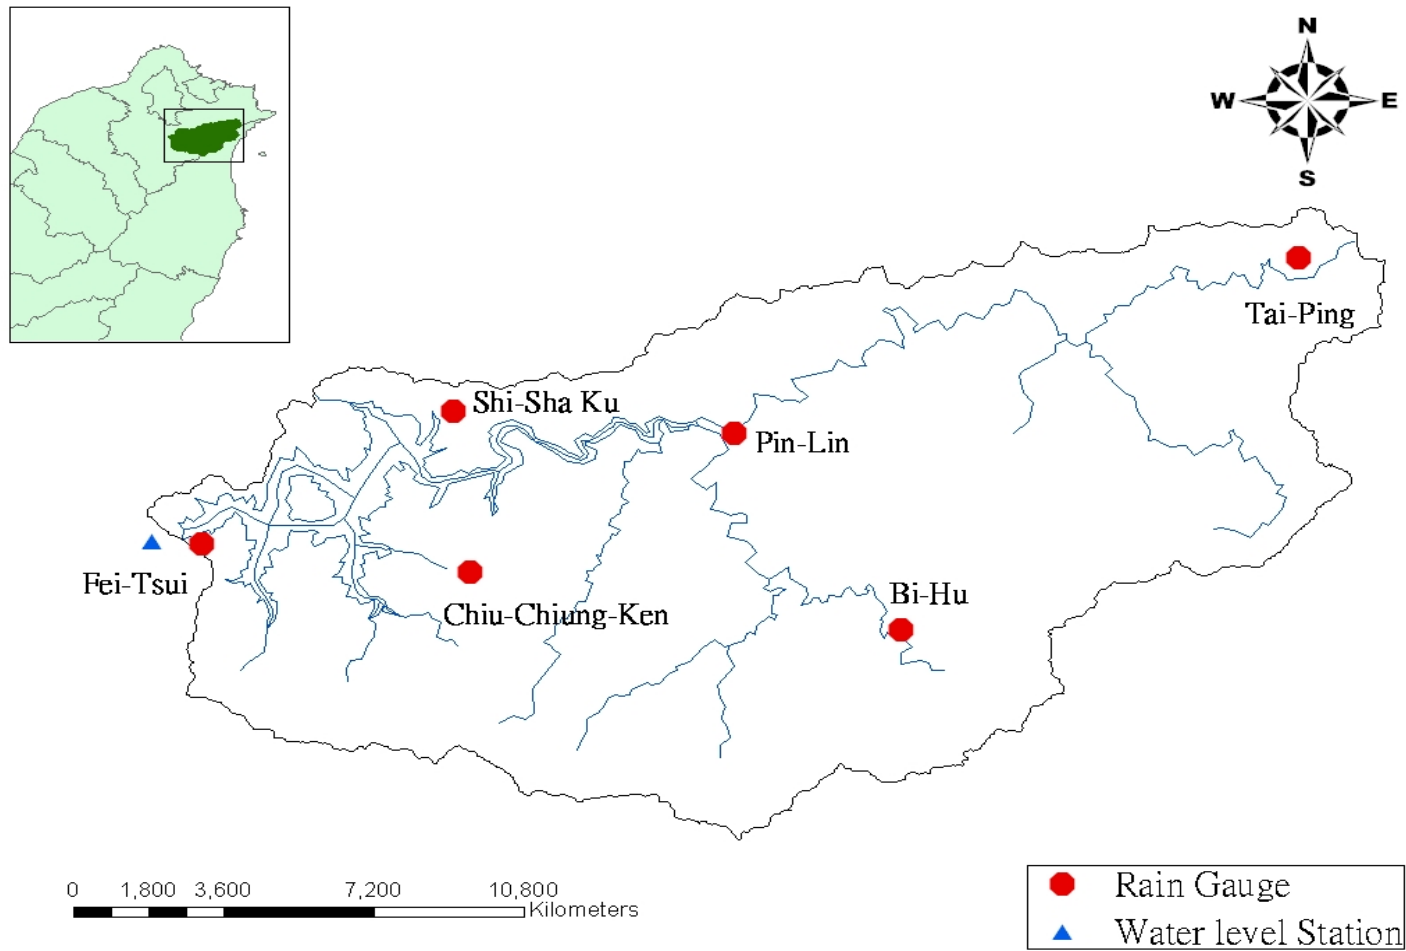 N
W
E
S
Tai-Ping
Shi-Sha Ku
Pin-Lin
Fei-Tsui
Bi-Hu
Chiu-Chiung-Ken
0 1,800 3,600 7,200 10,800
Kilometers
Rain Gauge
Water level Station